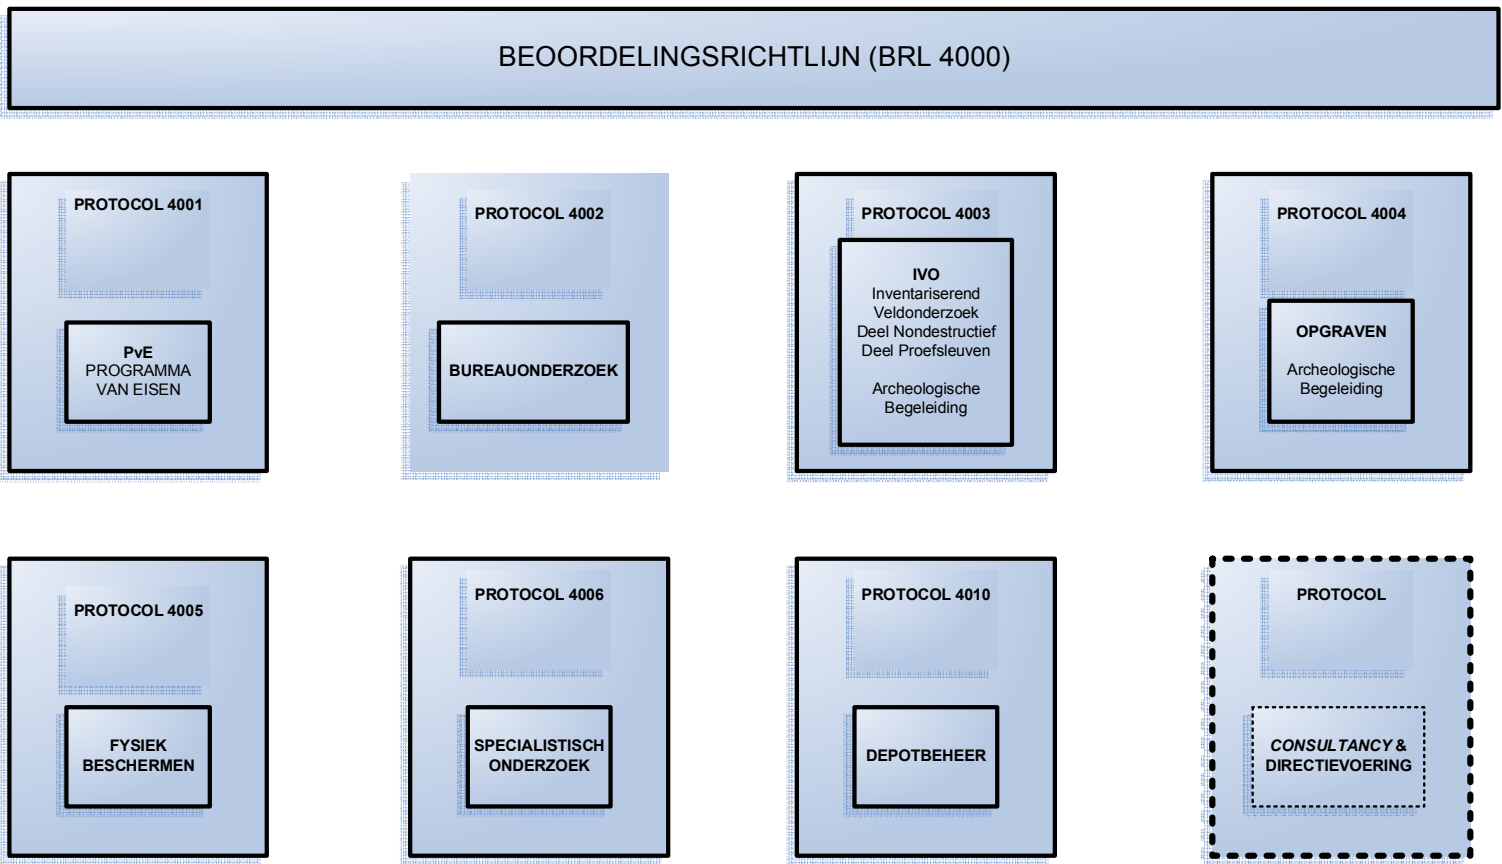 BEOORDELINGSRICHTLIJN (BRL 4000)
PROTOCOL 4001
PvE
PROGRAMMA
VAN EISEN
PROTOCOL 4002
BUREAUONDERZOEK
PROTOCOL 4003
IVO
Inventariserend
Veldonderzoek
Deel Nondestructief
Deel Proefsleuven
Archeologische
Begeleiding
PROTOCOL 4004
OPGRAVEN
Archeologische
Begeleiding
PROTOCOL 4005
FYSIEK
BESCHERMEN
PROTOCOL 4006
SPECIALISTISCH
ONDERZOEK
PROTOCOL 4010
DEPOTBEHEER
PROTOCOL
CONSULTANCY &
DIRECTIEVOERING